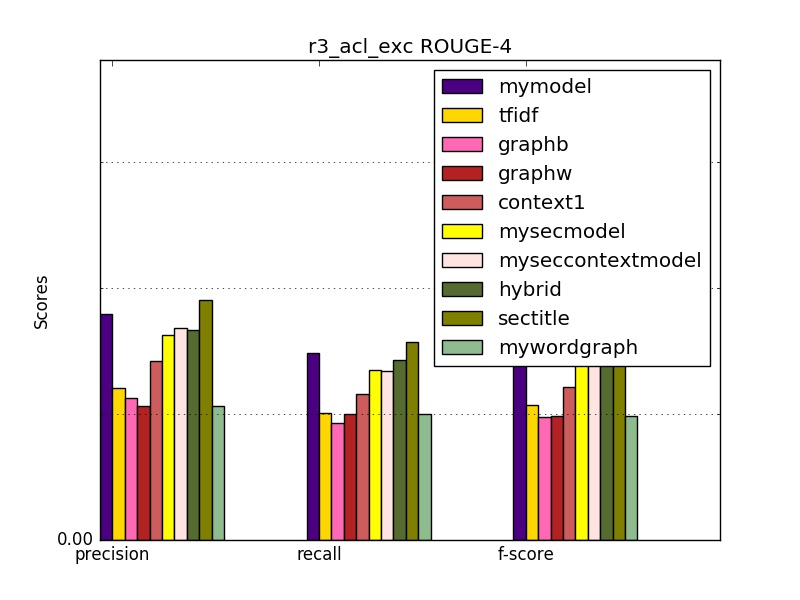 r3_acl_exc ROUGE-4
mymodel
tfidf
graphb
graphw
context1
mysecmodel
myseccontextmodel
hybrid
sectitle
mywordgraph
Scores
0.00
precision
recall
f-score